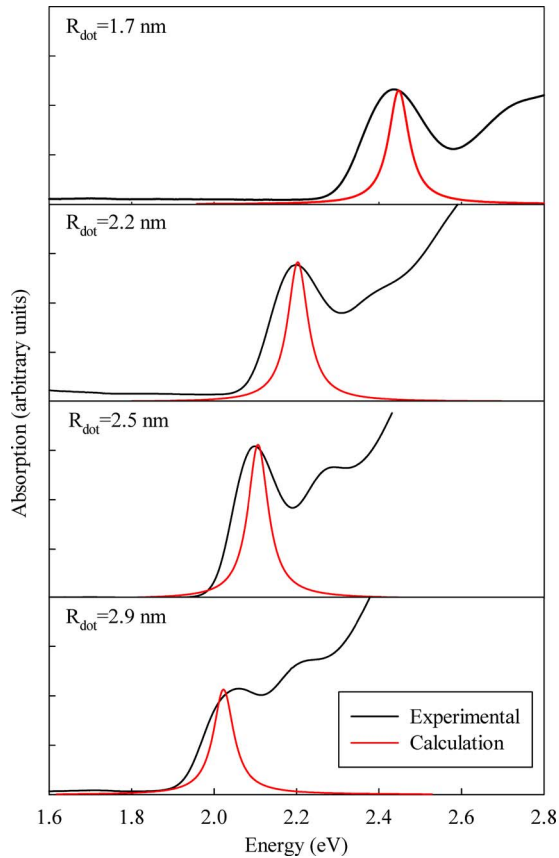 R_dot=1.7 nm
R_dot=2.2 nm
R_dot=2.5 nm
R_dot=2.9 nm
Absorption (arbitrary units)
Experimental
Calculation
1.6 1.8 2.0 2.2 2.4 2.6 2.8
Energy (eV)